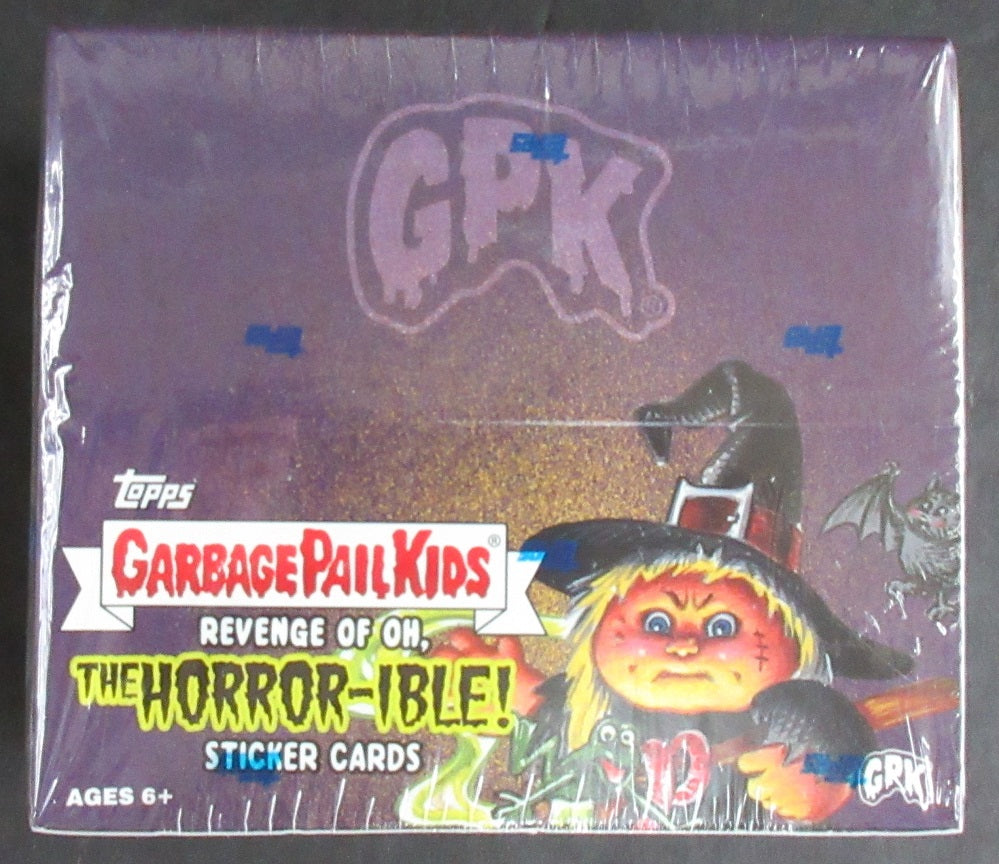 GPK
®
Topps
GARBAGE PAIL KIDS®
REVENGE OF OH,
THE HORROR-IBLE!
STICKER CARDS
AGES 6+
GPK